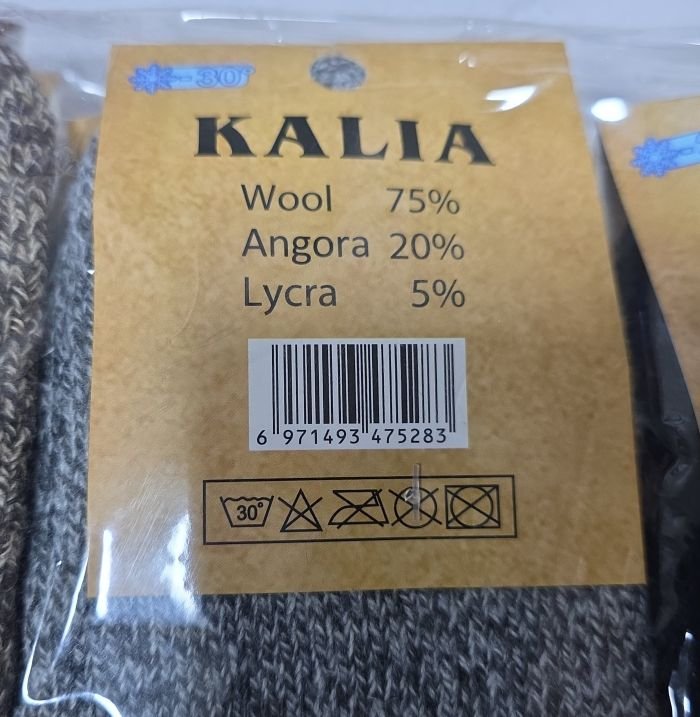 -30°
KALIA
Wool 75%
Angora 20%
Lycra 5%
6 971493 475283
30°